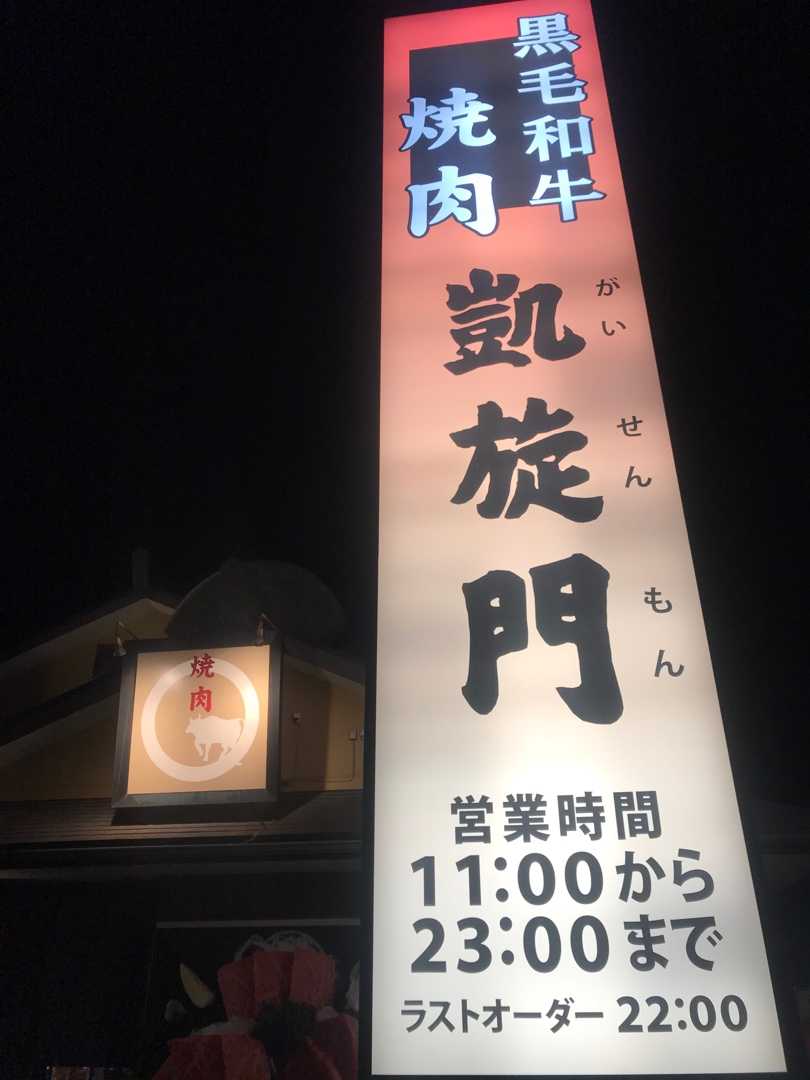 黒毛和牛
焼肉
凱旋門
がいせんもん
営業時間
11:00から
23:00まで
ラストオーダー 22:00
焼肉